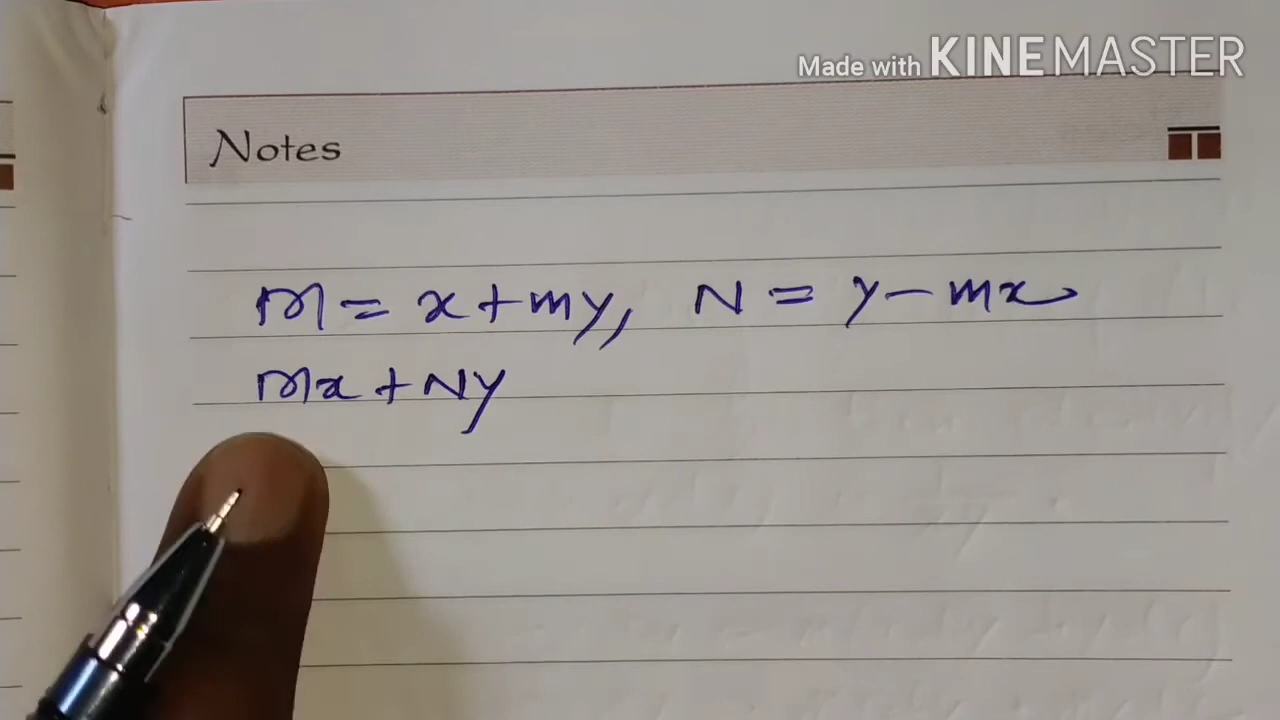 Made with KINEMASTER
Notes
M = x + my, N = y - mx
Mx + Ny